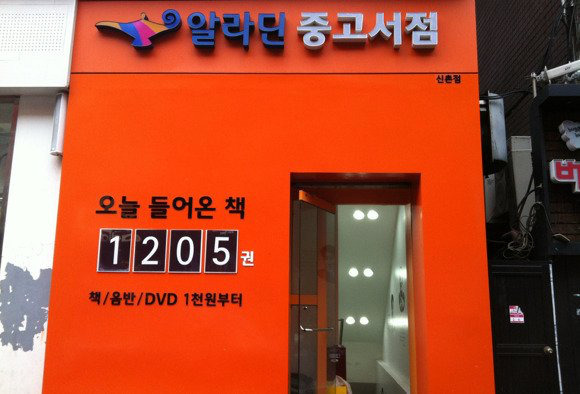 알라딘 중고서점
신촌점
오늘 들어온 책
1205권
책/음반/DVD 1천원부터